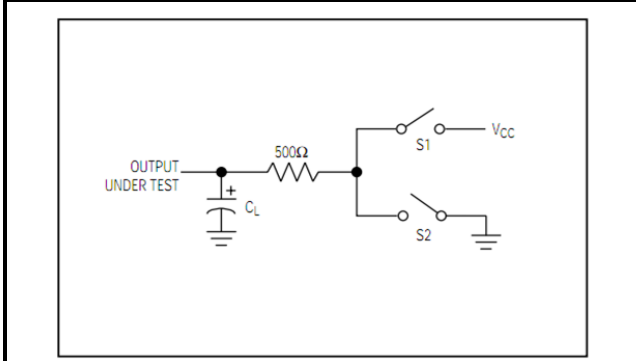 500Ω
OUTPUT
UNDER TEST
+
CL
S1
VCC
S2